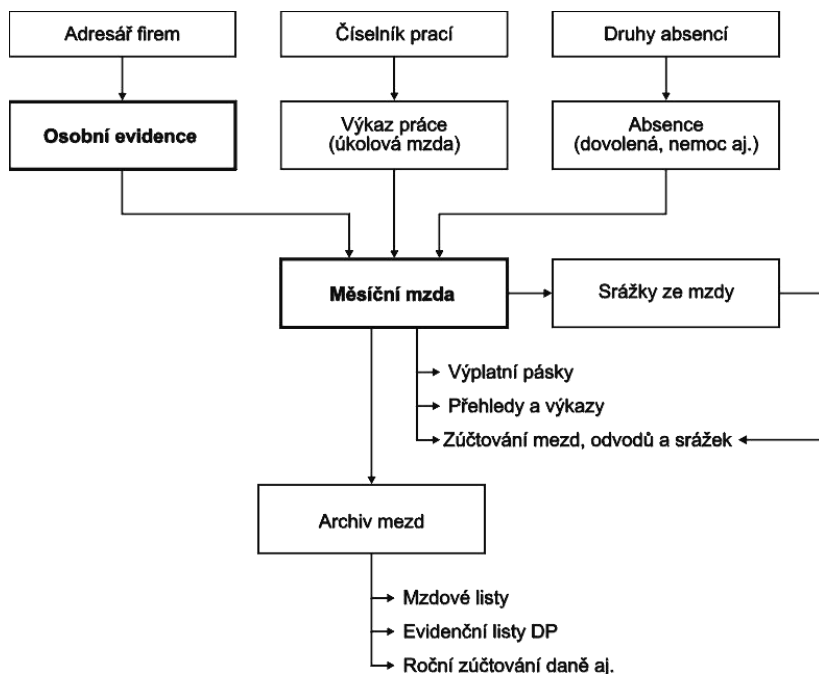 Adresář firem
Číselník prací
Druhy absencí
Osobní evidence
Výkaz práce
(úkolová mzda)
Absence
(dovolená, nemoc aj.)
Měsíční mzda
Srážky ze mzdy
Výplatní pásky
Přehledy a výkazy
Zúčtování mezd, odvodů a srážek
Archiv mezd
Mzdové listy
Evidenční listy DP
Roční zúčtování daně aj.